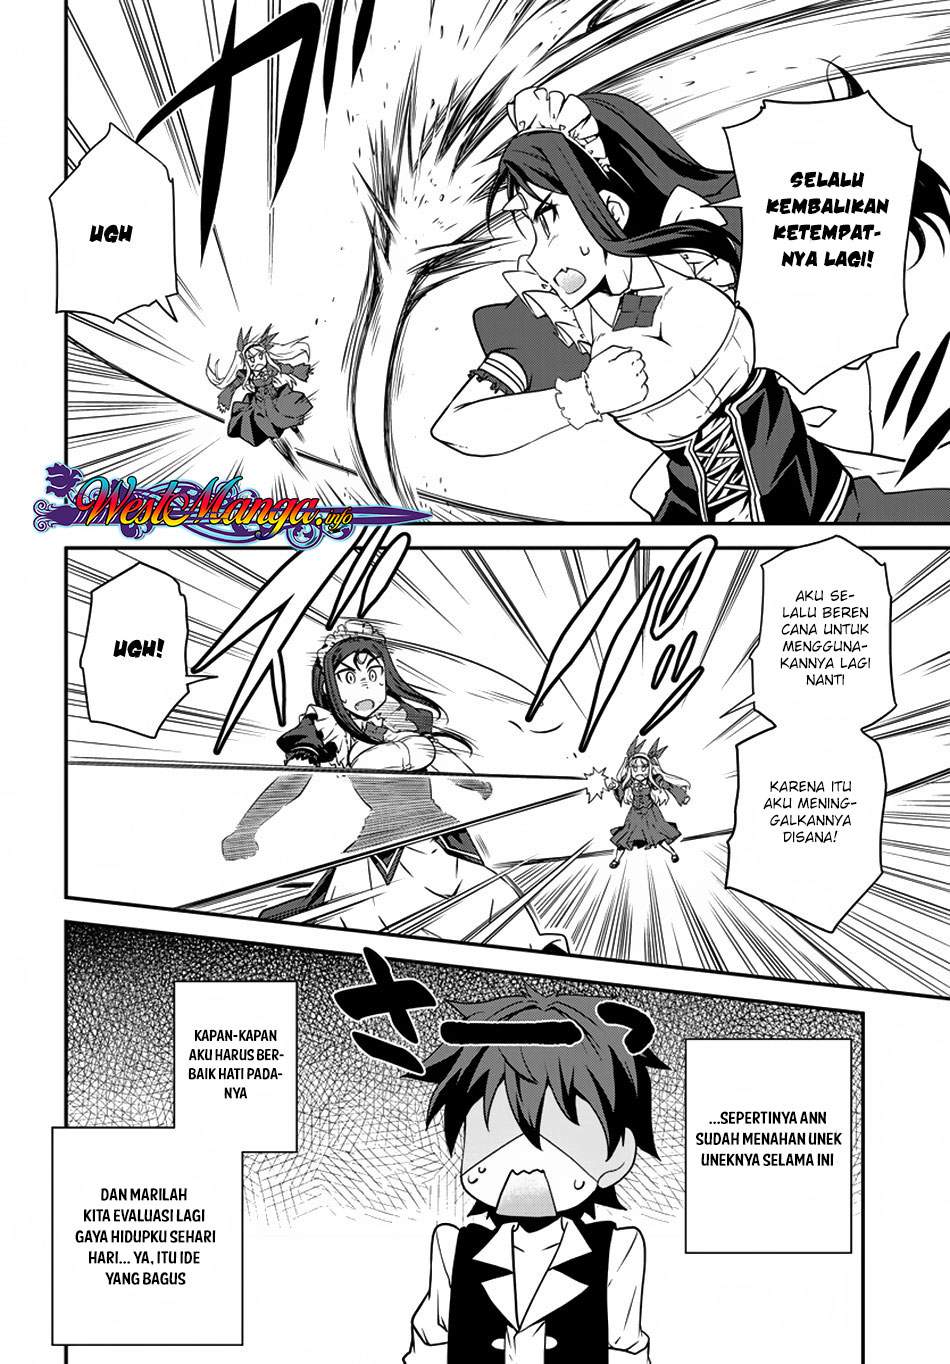 SELALU
KEMBALIKAN
KETEMPAT-
NYA LAGI!
UGH
WestManga.info
AKU SE-
LALU BEREN
CANA UNTUK
MENGGUNA-
KANNYA LAGI
NANTI
KARENA ITU
AKU MENING-
GALKANNYA
DISANA!
UGH!
...SEPERTINYA ANN
SUDAH MENAHAN UNEK
UNEKNYA SELAMA INI
KAPAN-KAPAN
AKU HARUS BER-
BAIK HATI PADA-
NYA
DAN MARILAH
KITA EVALUASI LAGI
GAYA HIDUPKU SEHARI
HARI... YA, ITU IDE
YANG BAGUS